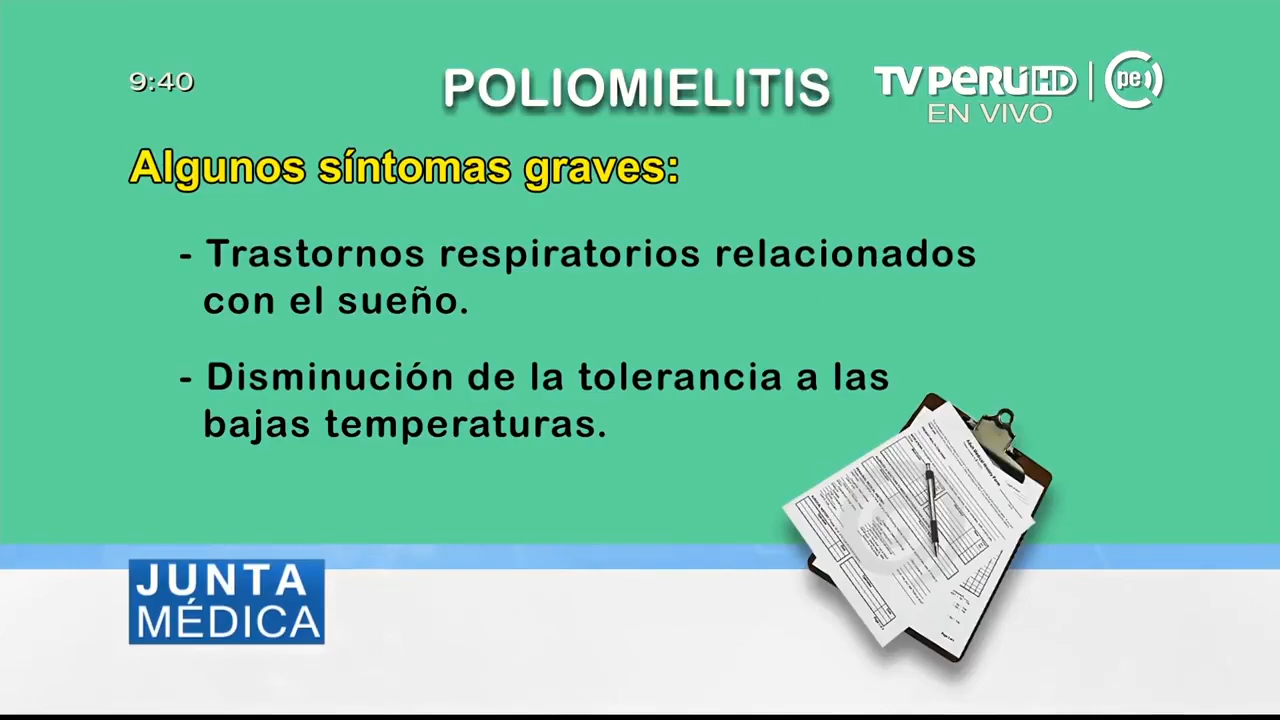 9:40
POLIOMIELITIS
TV PERÚ HD
pe
EN VIVO
Algunos síntomas graves:
- Trastornos respiratorios relacionados
con el sueño.
- Disminución de la tolerancia a las
bajas temperaturas.
JUNTA
MÉDICA